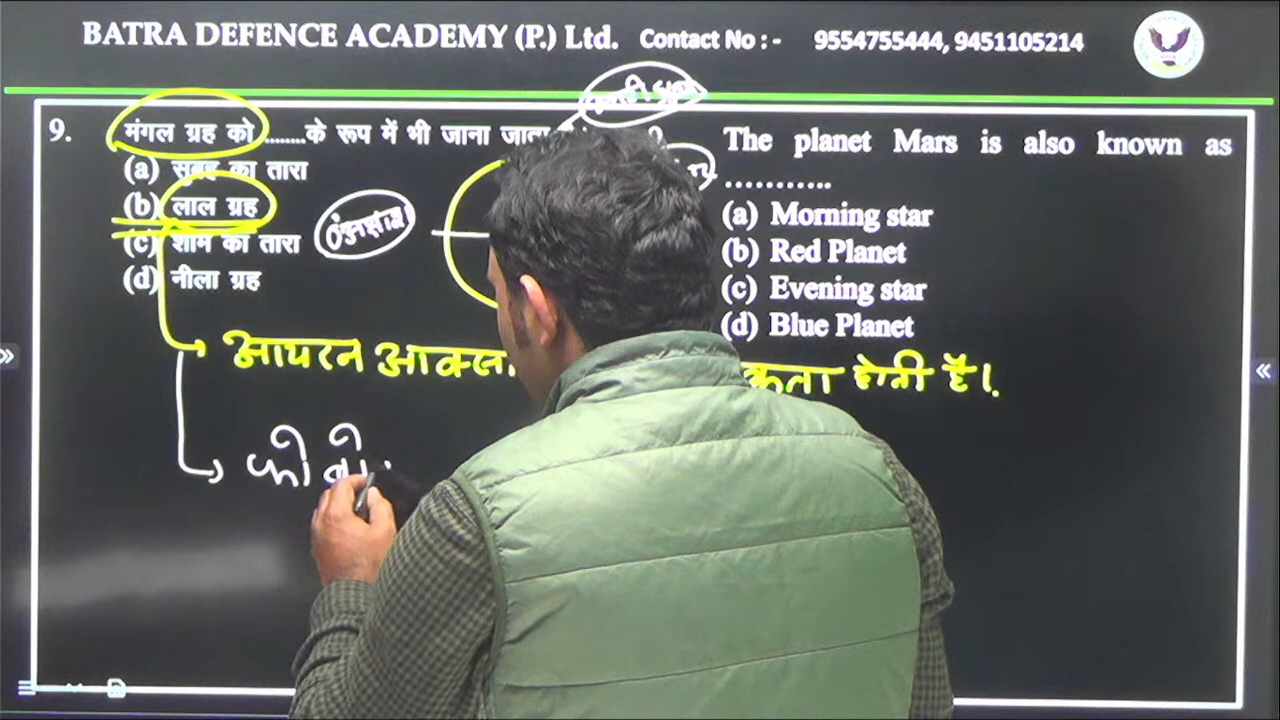 BATRA DEFENCE ACADEMY (P.) Ltd. Contact No : - 9554755444, 9451105214
9. मंगल ग्रह को ........के रूप में भी जाना जाता
(a) सुबह का तारा
(b) लाल ग्रह
(c) शाम का तारा
(d) नीला ग्रह
The planet Mars is also known as
............
(a) Morning star
(b) Red Planet
(c) Evening star
(d) Blue Planet
आयरन आक्सा
कता होती है।